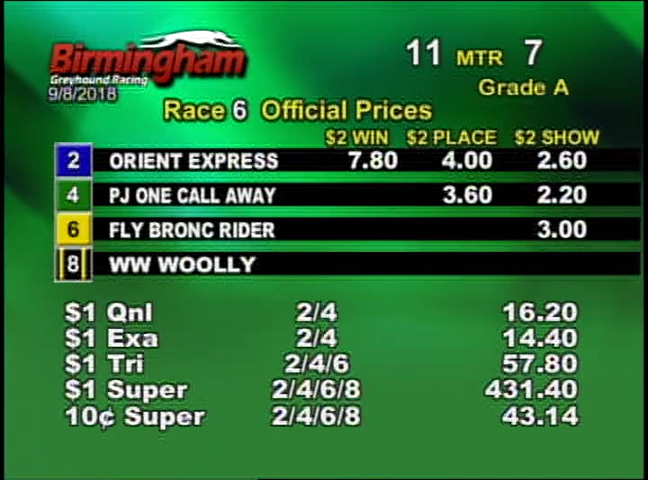 Birmingham
Greyhound Racing
9/8/2018
11 MTR 7
Grade A
Race 6 Official Prices
$2 WIN $2 PLACE $2 SHOW
2 ORIENT EXPRESS 7.80 4.00 2.60
4 PJ ONE CALL AWAY 3.60 2.20
6 FLY BRONC RIDER 3.00
8 WW WOOLLY
$1 Qnl 2/4 16.20
$1 Exa 2/4 14.40
$1 Tri 2/4/6 57.80
$1 Super 2/4/6/8 431.40
10¢ Super 2/4/6/8 43.14